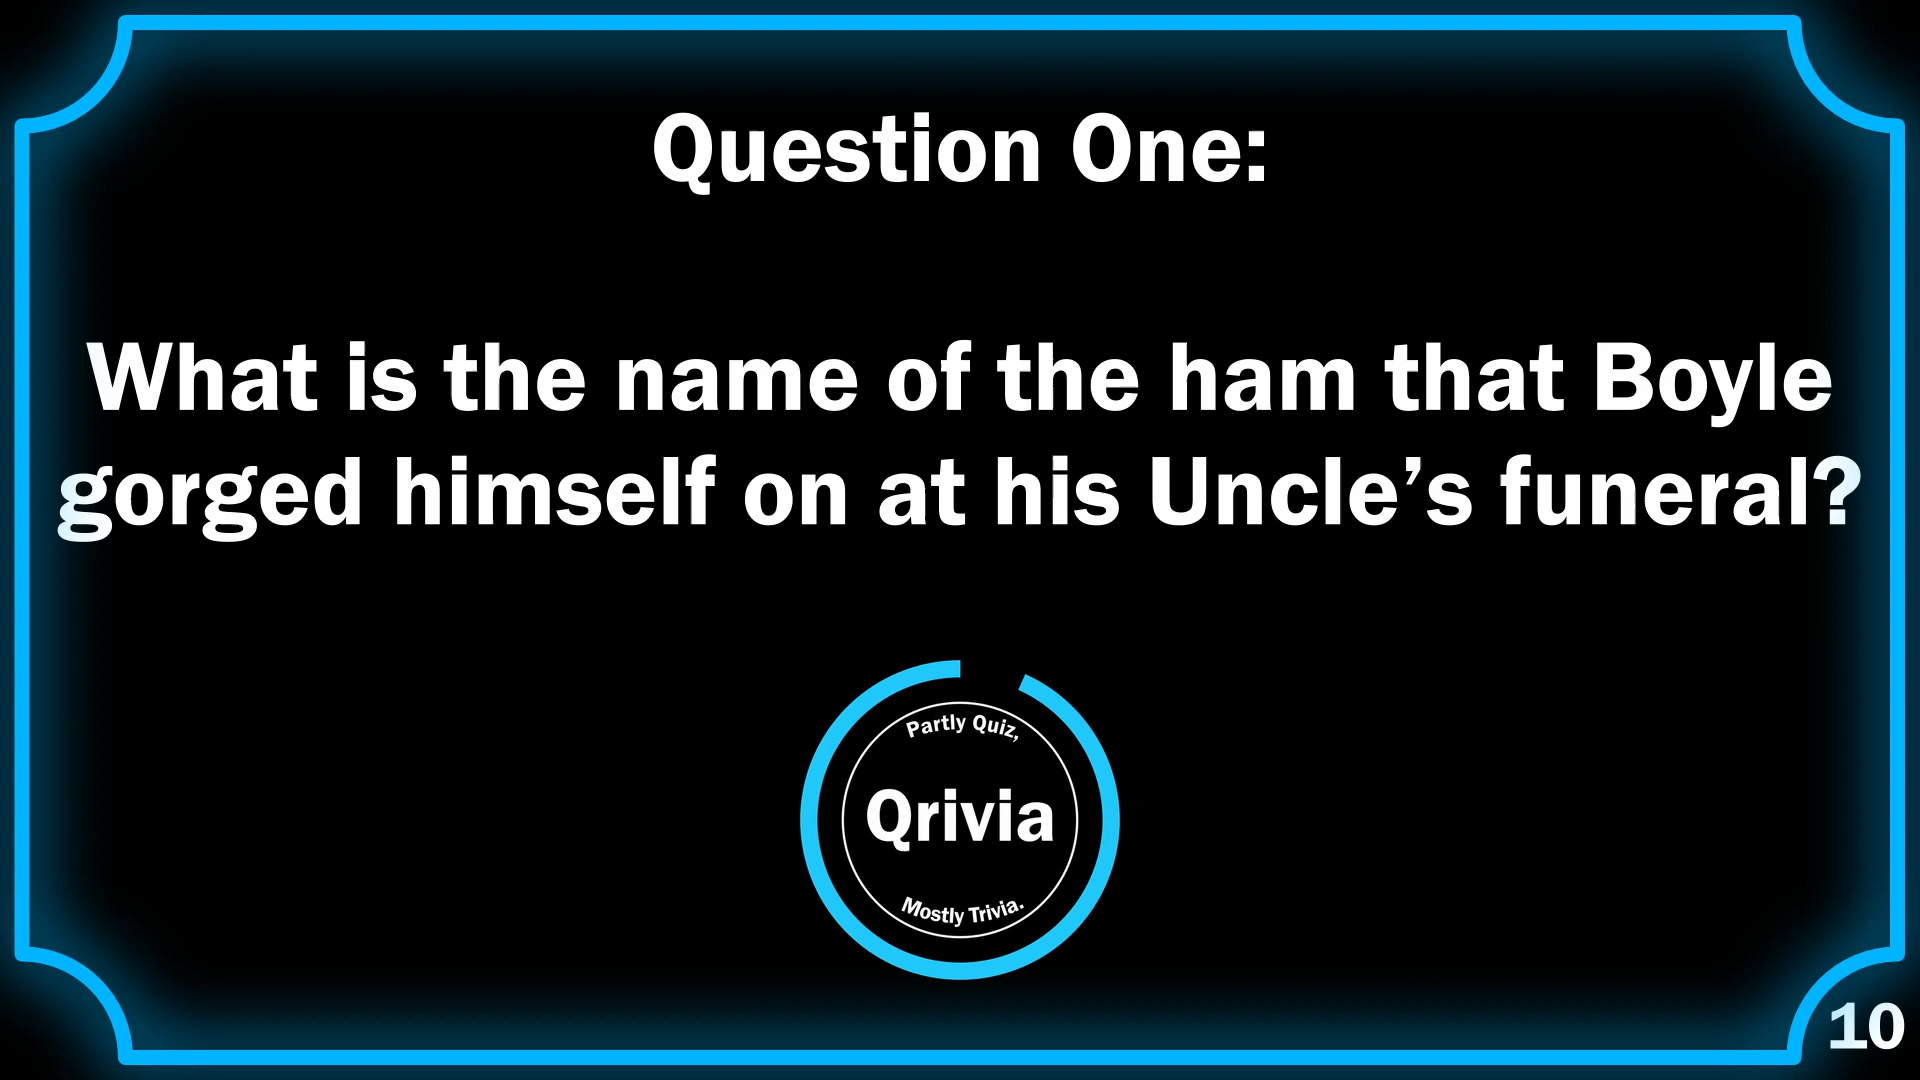 Question One:
What is the name of the ham that Boyle
gorged himself on at his Uncle’s funeral?
Partly Quiz,
Qrivia
Mostly Trivia.
10